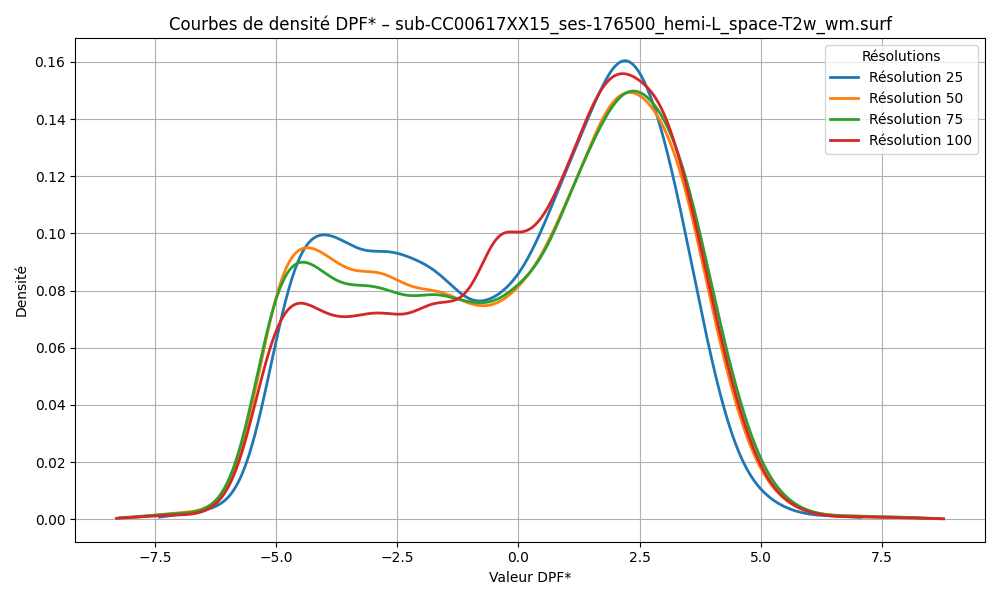 Courbes de densité DPF* – sub-CC00617XX15_ses-176500_hemi-L_space-T2w_wm.surf
Résolutions
Résolution 25
Résolution 50
Résolution 75
Résolution 100
Densité
0.16
0.14
0.12
0.10
0.08
0.06
0.04
0.02
0.00
−7.5
−5.0
−2.5
0.0
2.5
5.0
7.5
Valeur DPF*